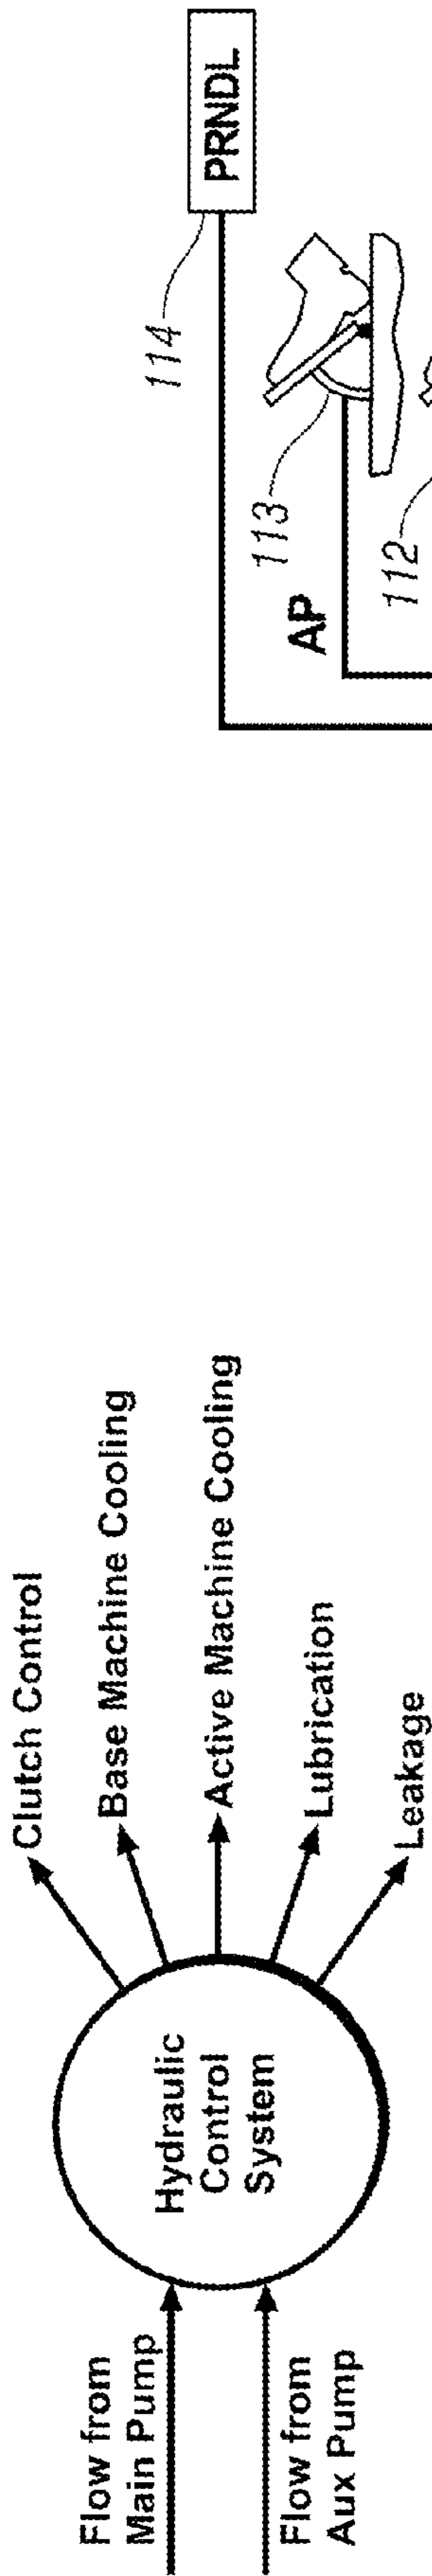 Flow from
Main Pump
Flow from
Aux Pump
Hydraulic
Control
System
Clutch Control
Base Machine Cooling
Active Machine Cooling
Lubrication
Leakage
114
PRNDL
113
AP
112